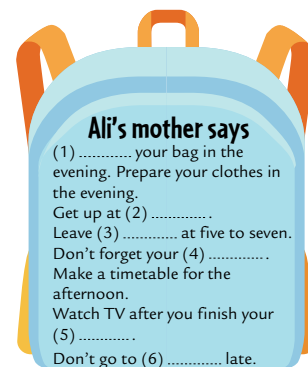 Ali's mother says
(1) ............ your bag in the
evening. Prepare your clothes in
the evening.
Get up at (2) ............ .
Leave (3) ............ at five to seven.
Don't forget your (4) ............ .
Make a timetable for the
afternoon.
Watch TV after you finish your
(5) ............ .
Don't go to (6) ............ late.